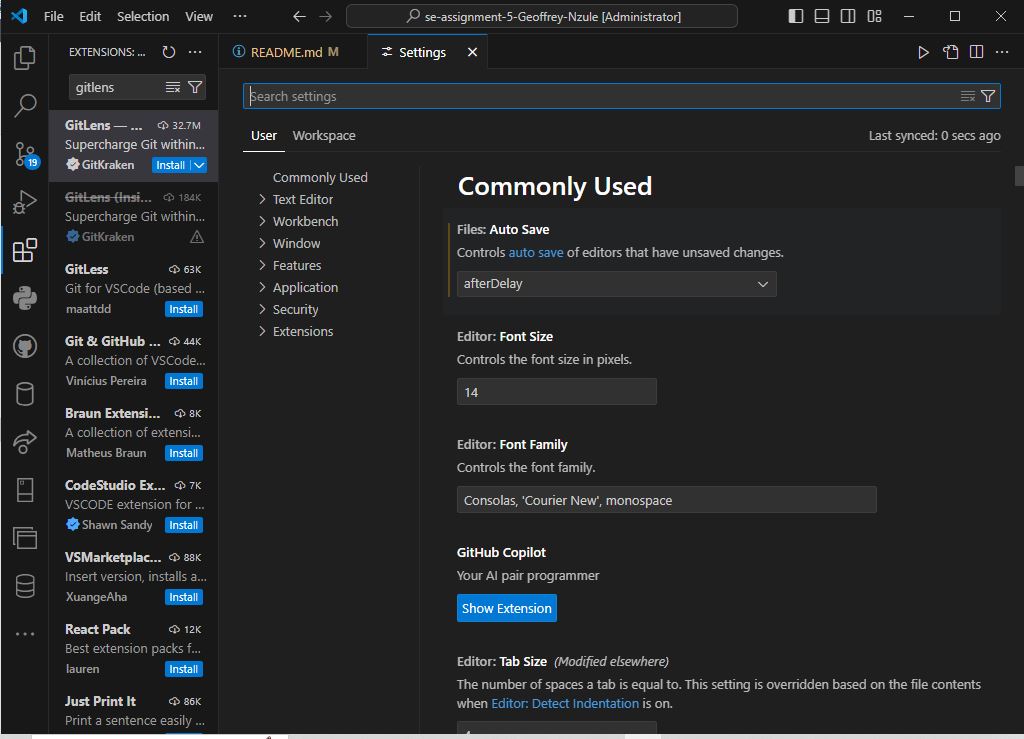 File Edit Selection View ··· se-assignment-5-Geoffrey-Nzule [Administrator]
EXTENSIONS: ... ···
gitlens
GitLens — ... 32.7M
Supercharge Git within...
GitKraken Install
GitLens (Insi... 184K
Supercharge Git within...
GitKraken
GitLess 63K
Git for VSCode (based ...
maattdd Install
Git & GitHub ... 44K
A collection of VSCode...
Vinícius Pereira Install
Braun Extensi... 8K
A collection of extensi...
Matheus Braun Install
CodeStudio Ex... 7K
VSCODE extension for ...
Shawn Sandy Install
VSMarketplac... 88K
Insert version, installs a...
XuangeAha Install
React Pack 12K
Best extension packs f...
lauren Install
Just Print It 86K
Print a sentence easily ...
19
README.md M
Settings
Search settings
User Workspace Last synced: 0 secs ago
Commonly Used
Text Editor
Workbench
Window
Features
Application
Security
Extensions
Commonly Used
Files: Auto Save
Controls auto save of editors that have unsaved changes.
afterDelay
Editor: Font Size
Controls the font size in pixels.
14
Editor: Font Family
Controls the font family.
Consolas, 'Courier New', monospace
GitHub Copilot
Your AI pair programmer
Show Extension
Editor: Tab Size (Modified elsewhere)
The number of spaces a tab is equal to. This setting is overridden based on the file contents
when Editor: Detect Indentation is on.